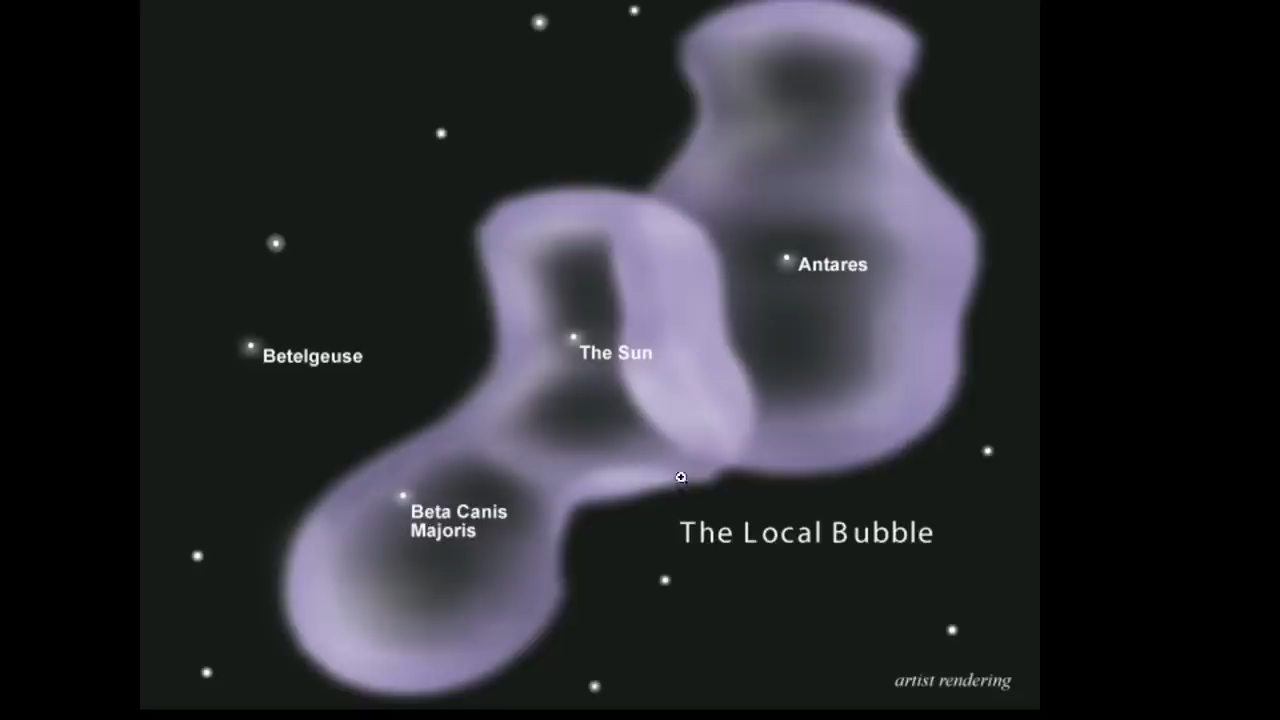 Antares
The Sun
Betelgeuse
Beta Canis
Majoris
The Local Bubble
artist rendering